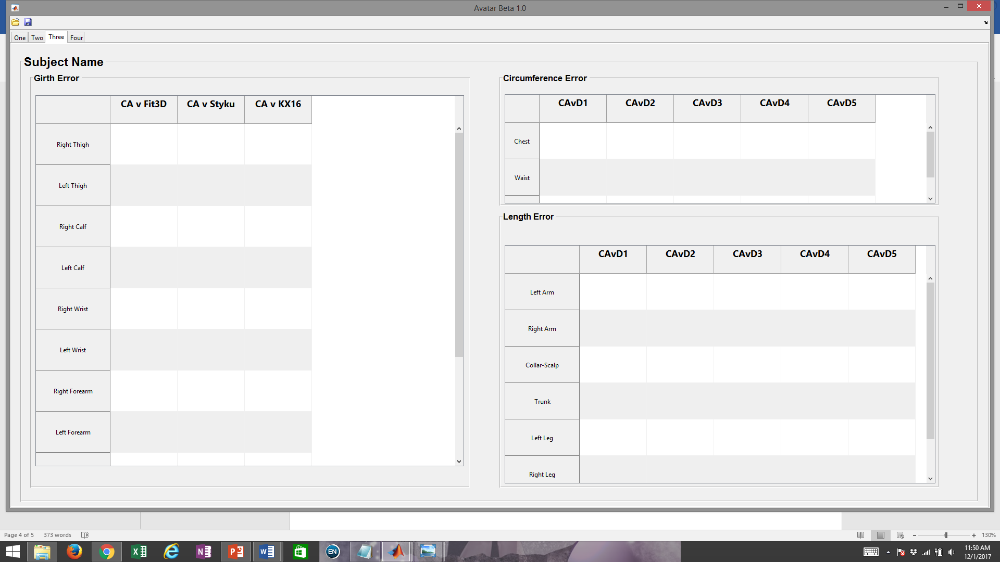 Avatar Beta 1.0
One Two Three Four
Subject Name
Girth Error
CA v Fit3D CA v Styku CA v KX16
Right Thigh
Left Thigh
Right Calf
Left Calf
Right Wrist
Left Wrist
Right Forearm
Left Forearm
Circumference Error
CAvD1 CAvD2 CAvD3 CAvD4 CAvD5
Chest
Waist
Length Error
CAvD1 CAvD2 CAvD3 CAvD4 CAvD5
Left Arm
Right Arm
Collar-Scalp
Trunk
Left Leg
Right Leg
Page 4 of 5 373 words 130%
EN
11:50 AM
12/1/2017